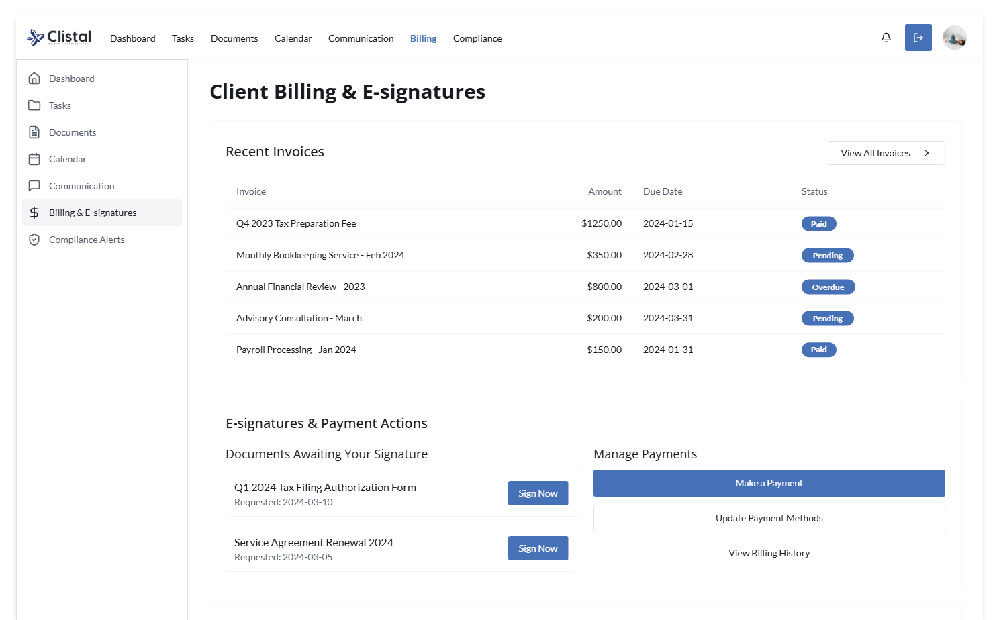 Clistal
Dashboard Tasks Documents Calendar Communication Billing Compliance
Dashboard
Tasks
Documents
Calendar
Communication
Billing & E-signatures
Compliance Alerts
Client Billing & E-signatures
Recent Invoices
View All Invoices
Invoice Amount Due Date Status
Q4 2023 Tax Preparation Fee $1250.00 2024-01-15 Paid
Monthly Bookkeeping Service - Feb 2024 $350.00 2024-02-28 Pending
Annual Financial Review - 2023 $800.00 2024-03-01 Overdue
Advisory Consultation - March $200.00 2024-03-31 Pending
Payroll Processing - Jan 2024 $150.00 2024-01-31 Paid
E-signatures & Payment Actions
Documents Awaiting Your Signature
Q1 2024 Tax Filing Authorization Form
Requested: 2024-03-10
Sign Now
Service Agreement Renewal 2024
Requested: 2024-03-05
Sign Now
Manage Payments
Make a Payment
Update Payment Methods
View Billing History